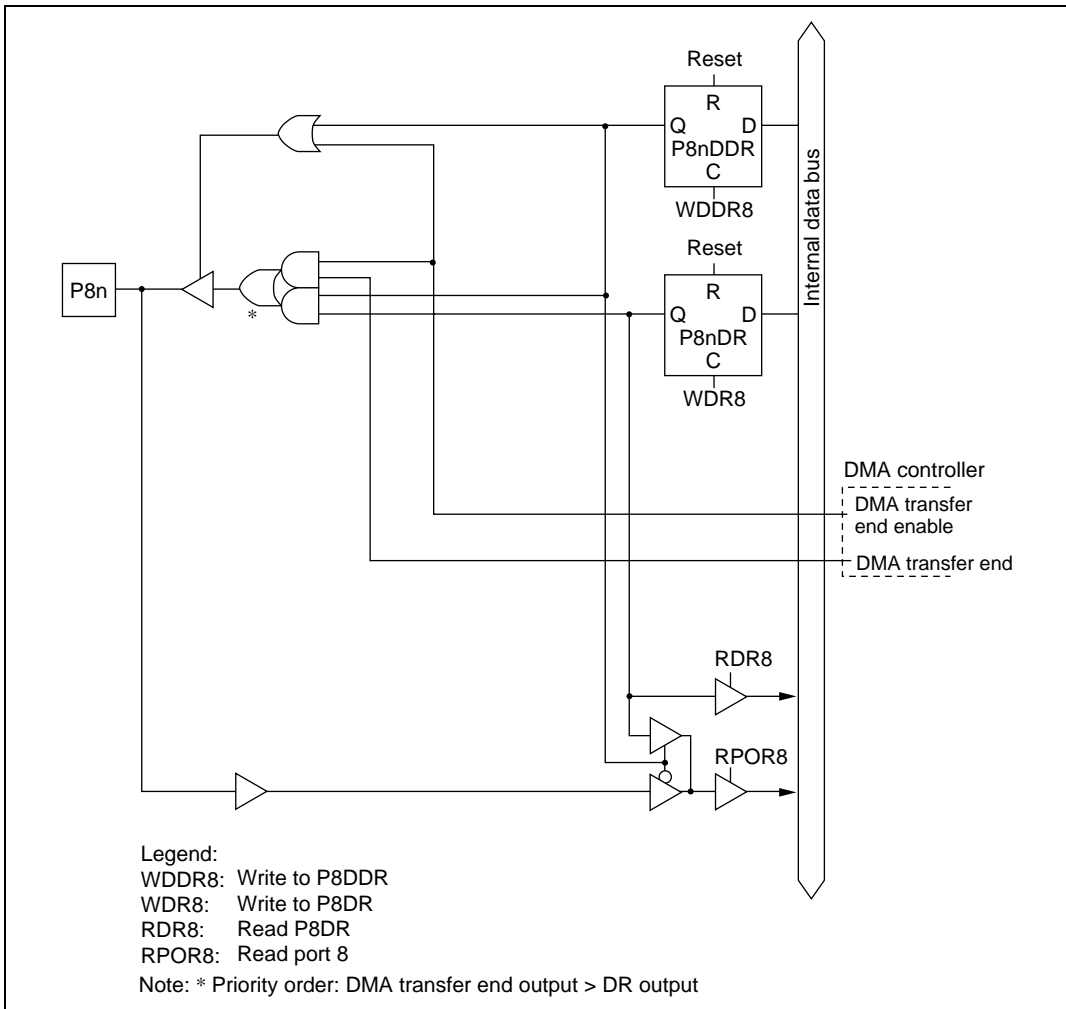 Reset
R
Q D
P8nDDR
C
WDDR8
Reset
R
Q D
P8nDR
C
WDR8
Internal data bus
P8n
*
DMA controller
DMA transfer
end enable
DMA transfer end
RDR8
RPOR8
Legend:
WDDR8: Write to P8DDR
WDR8: Write to P8DR
RDR8: Read P8DR
RPOR8: Read port 8
Note: * Priority order: DMA transfer end output > DR output